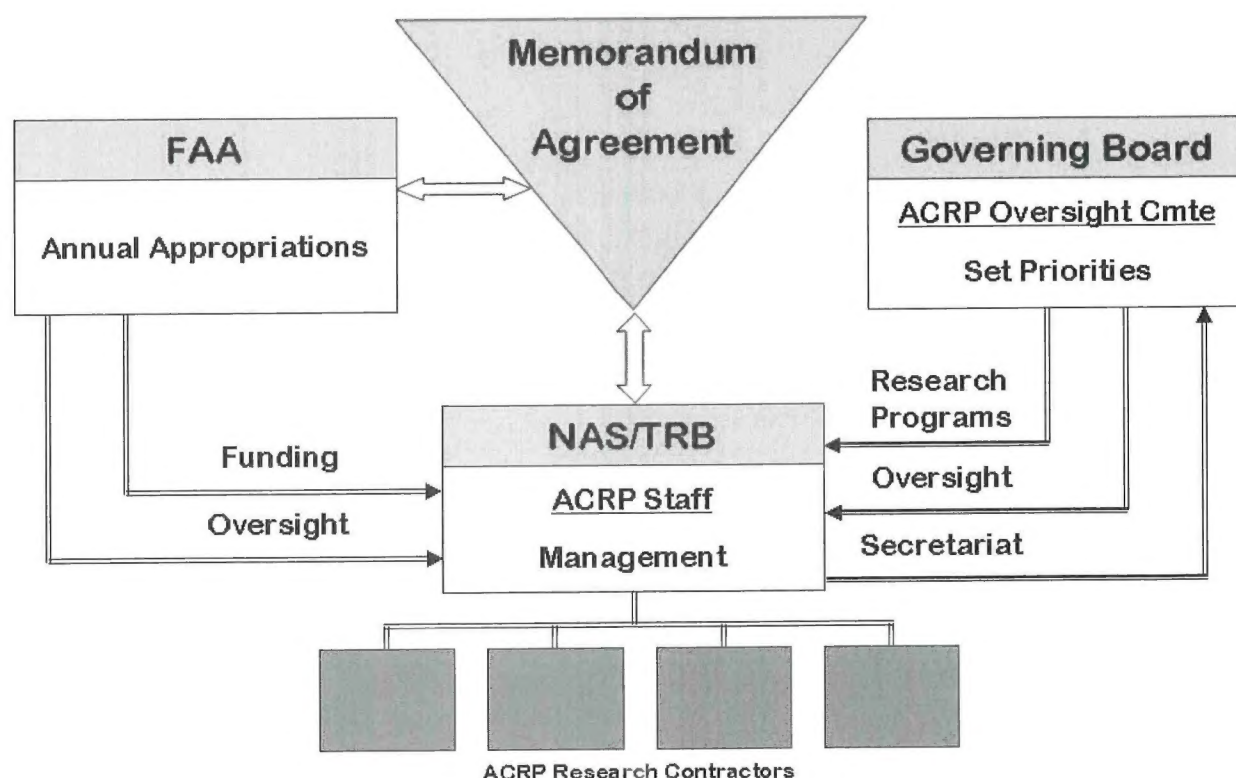 Memorandum
of
Agreement
FAA
Annual Appropriations
Governing Board
ACRP Oversight Cmte
Set Priorities
Research
Programs
Oversight
Secretariat
Funding
Oversight
NAS/TRB
ACRP Staff
Management
ACRP Research Contractors